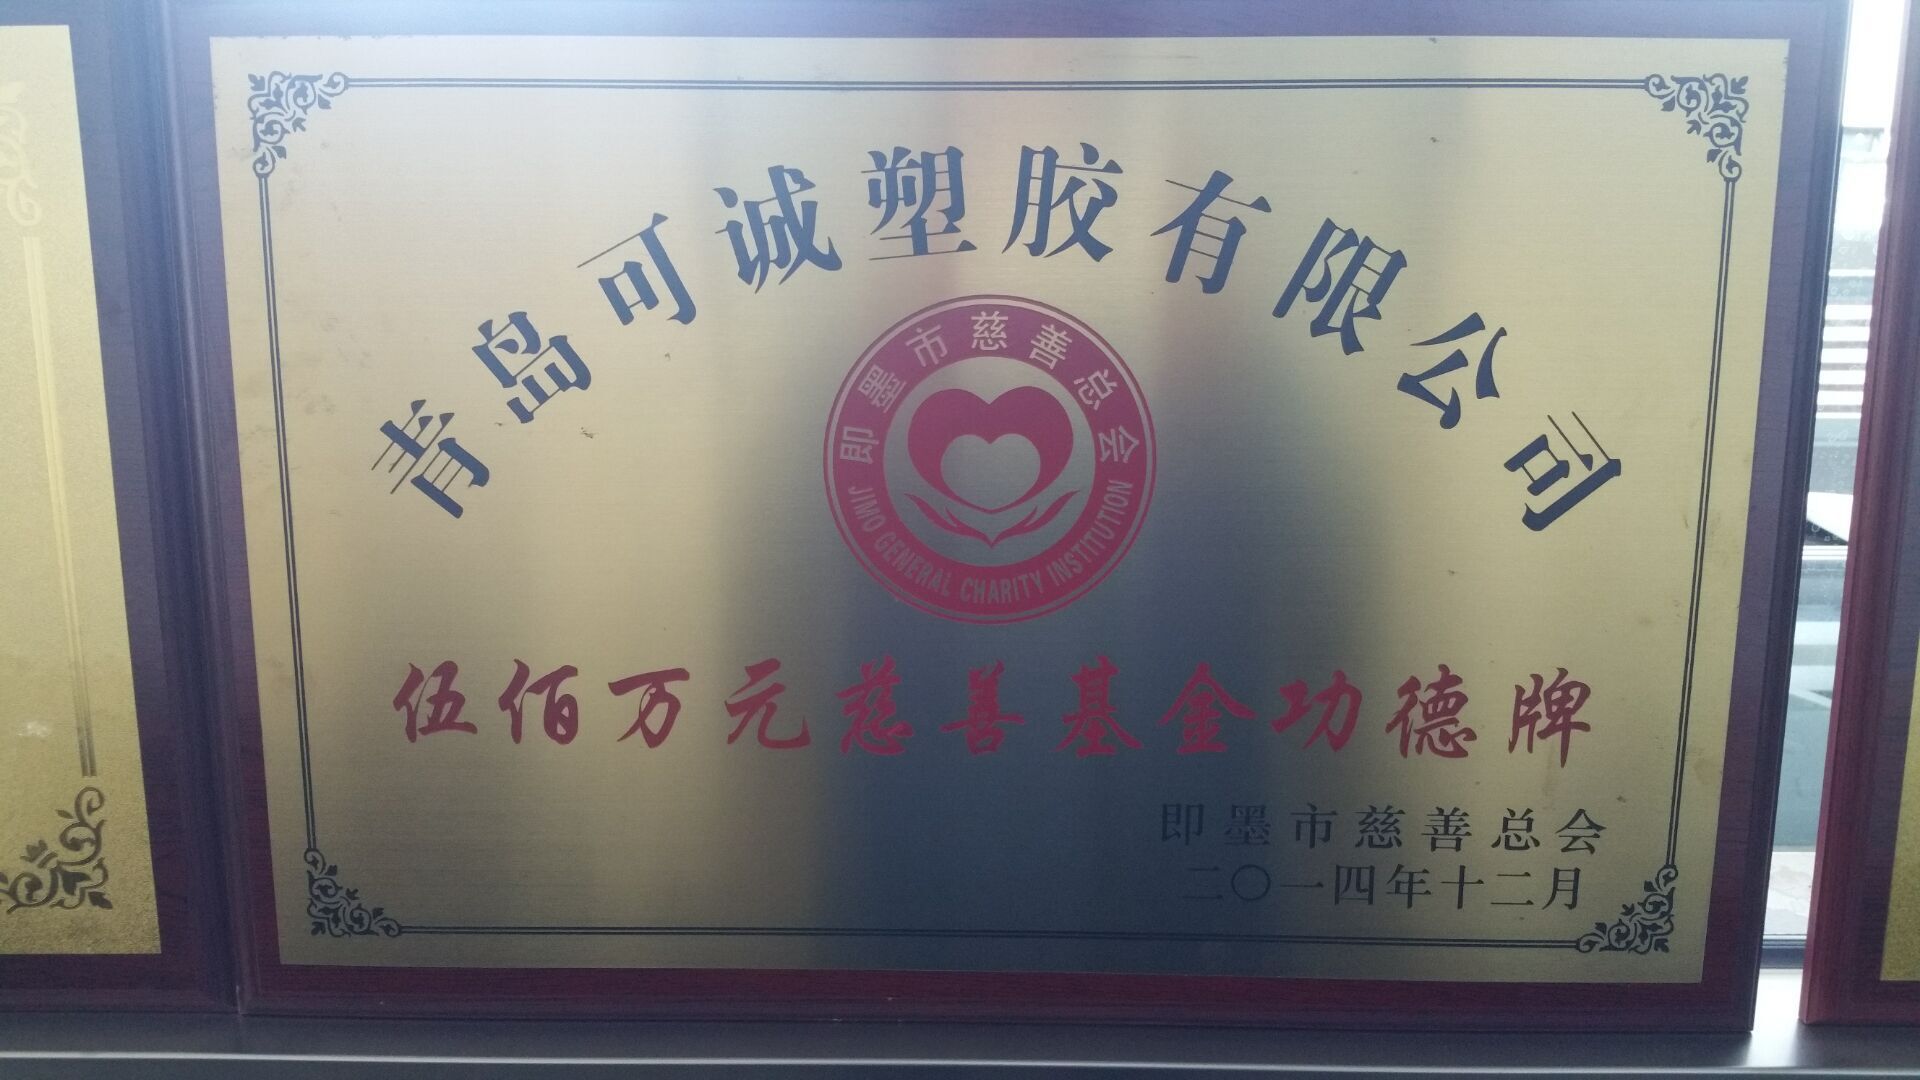 青岛可诚塑胶有限公司
即墨市慈善总会
JIMO GENERAL CHARITY INSTITUTION
伍佰万元慈善基金功德牌
即墨市慈善总会
二〇一四年十二月